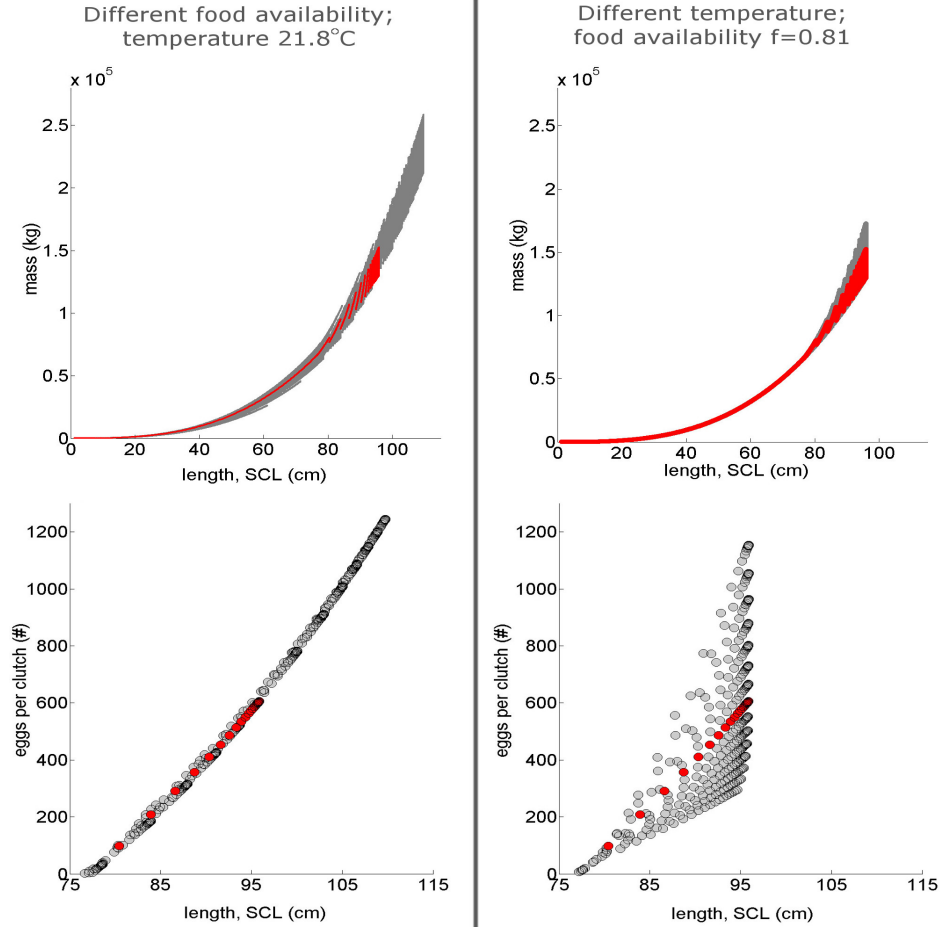 Different food availability;
temperature 21.8°C
x 10⁵
2.5
2
1.5
1
0.5
0
0 20 40 60 80 100
mass (kg)
length, SCL (cm)
1200
1000
800
600
400
200
0
75 85 95 105 115
eggs per clutch (#)
length, SCL (cm)
Different temperature;
food availability f=0.81
x 10⁵
2.5
2
1.5
1
0.5
0
0 20 40 60 80 100
mass (kg)
length, SCL (cm)
1200
1000
800
600
400
200
0
75 85 95 105 115
eggs per clutch (#)
length, SCL (cm)